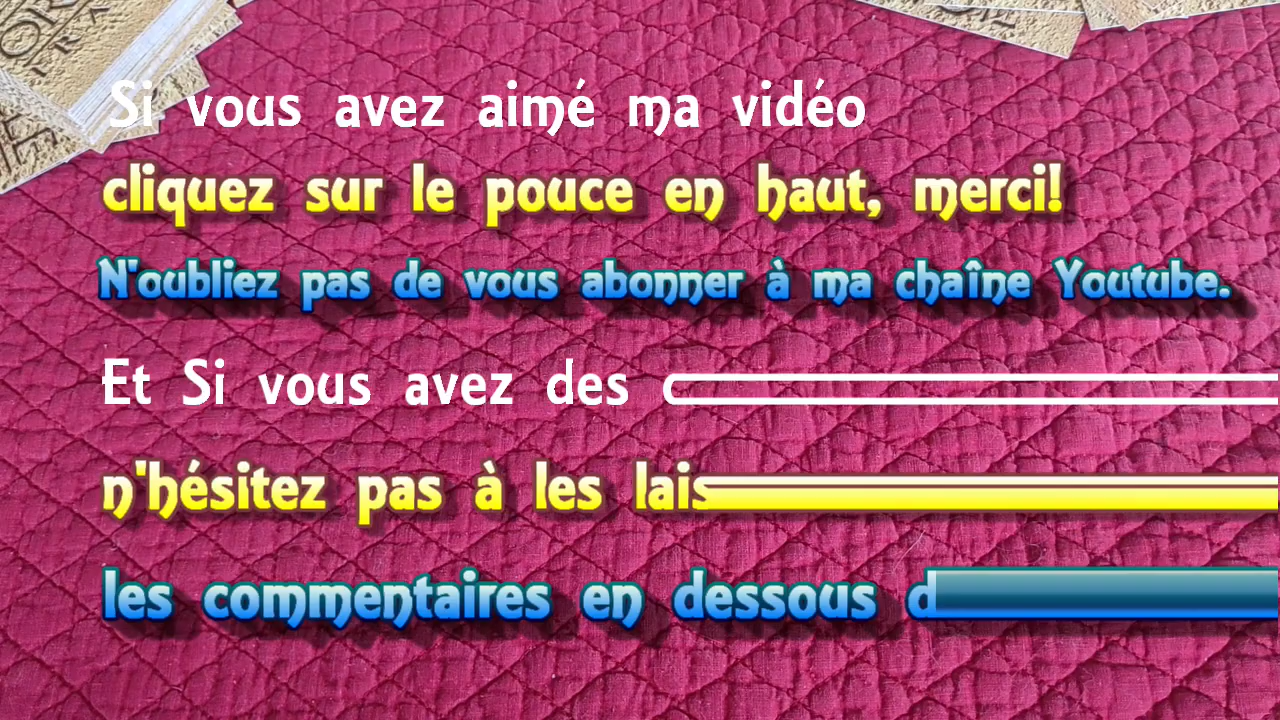 Si vous avez aimé ma vidéo
cliquez sur le pouce en haut, merci!
N'oubliez pas de vous abonner à ma chaîne Youtube.
Et Si vous avez des
n'hésitez pas à les
les commentaires en dessous